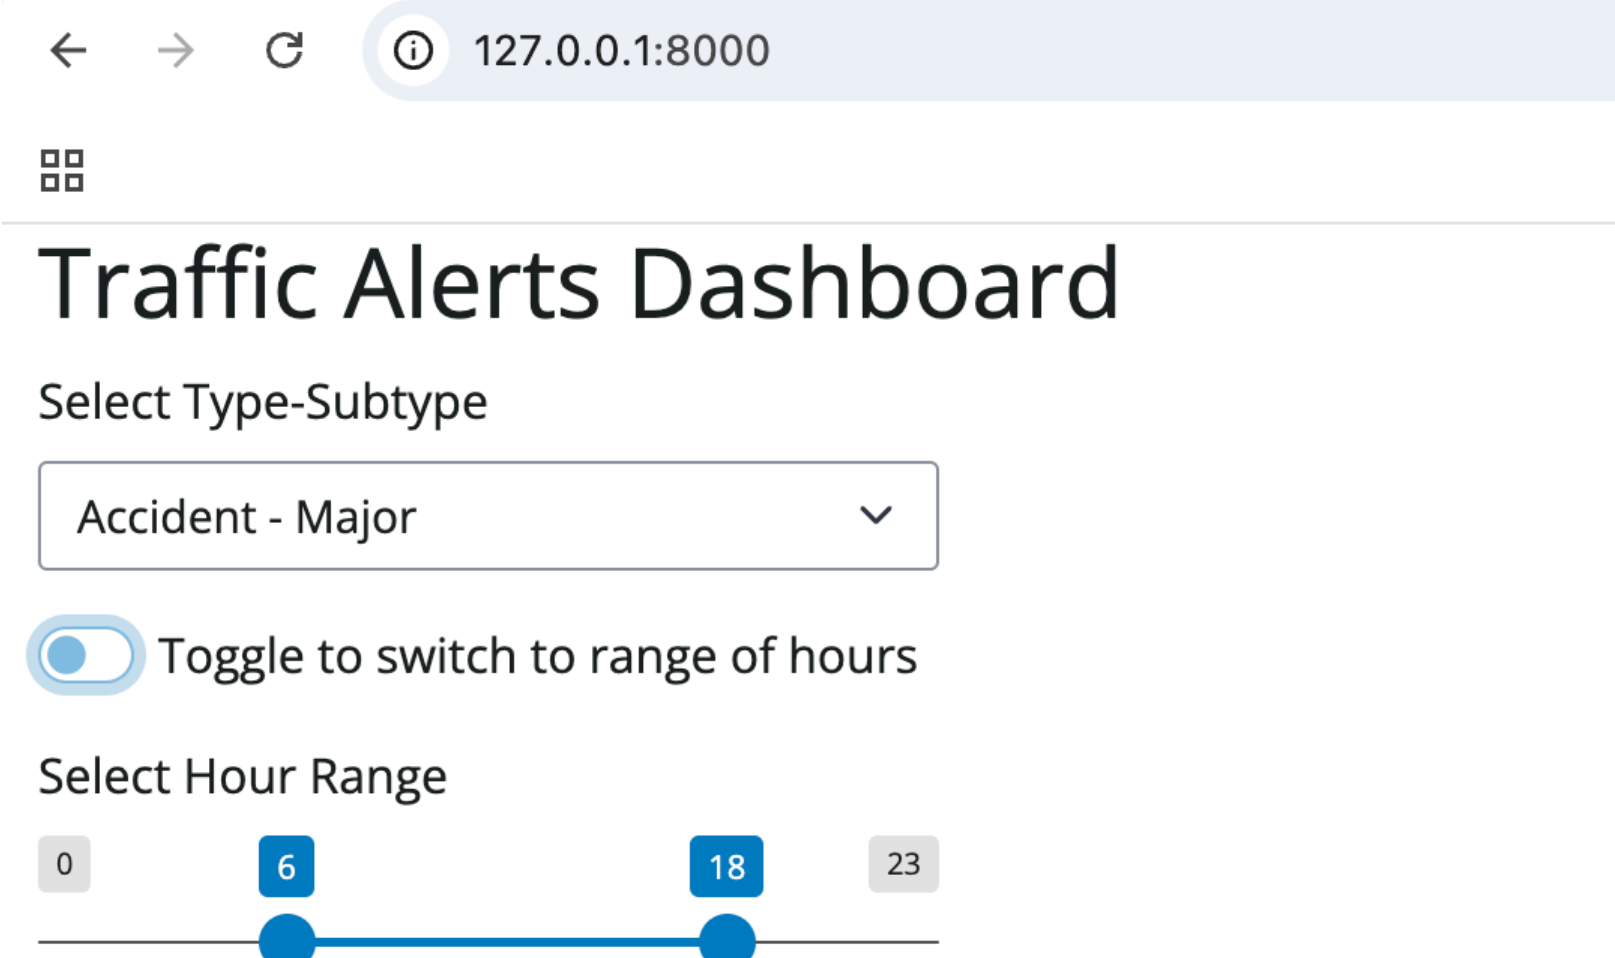 127.0.0.1:8000
Traffic Alerts Dashboard
Select Type-Subtype
Accident - Major
Toggle to switch to range of hours
Select Hour Range
0 6 18 23